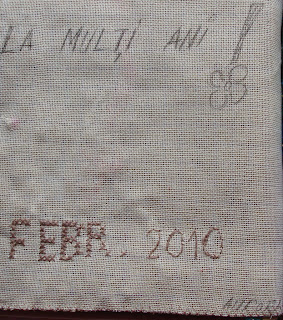 LA MULȚI ANI !
FEBR. 2010